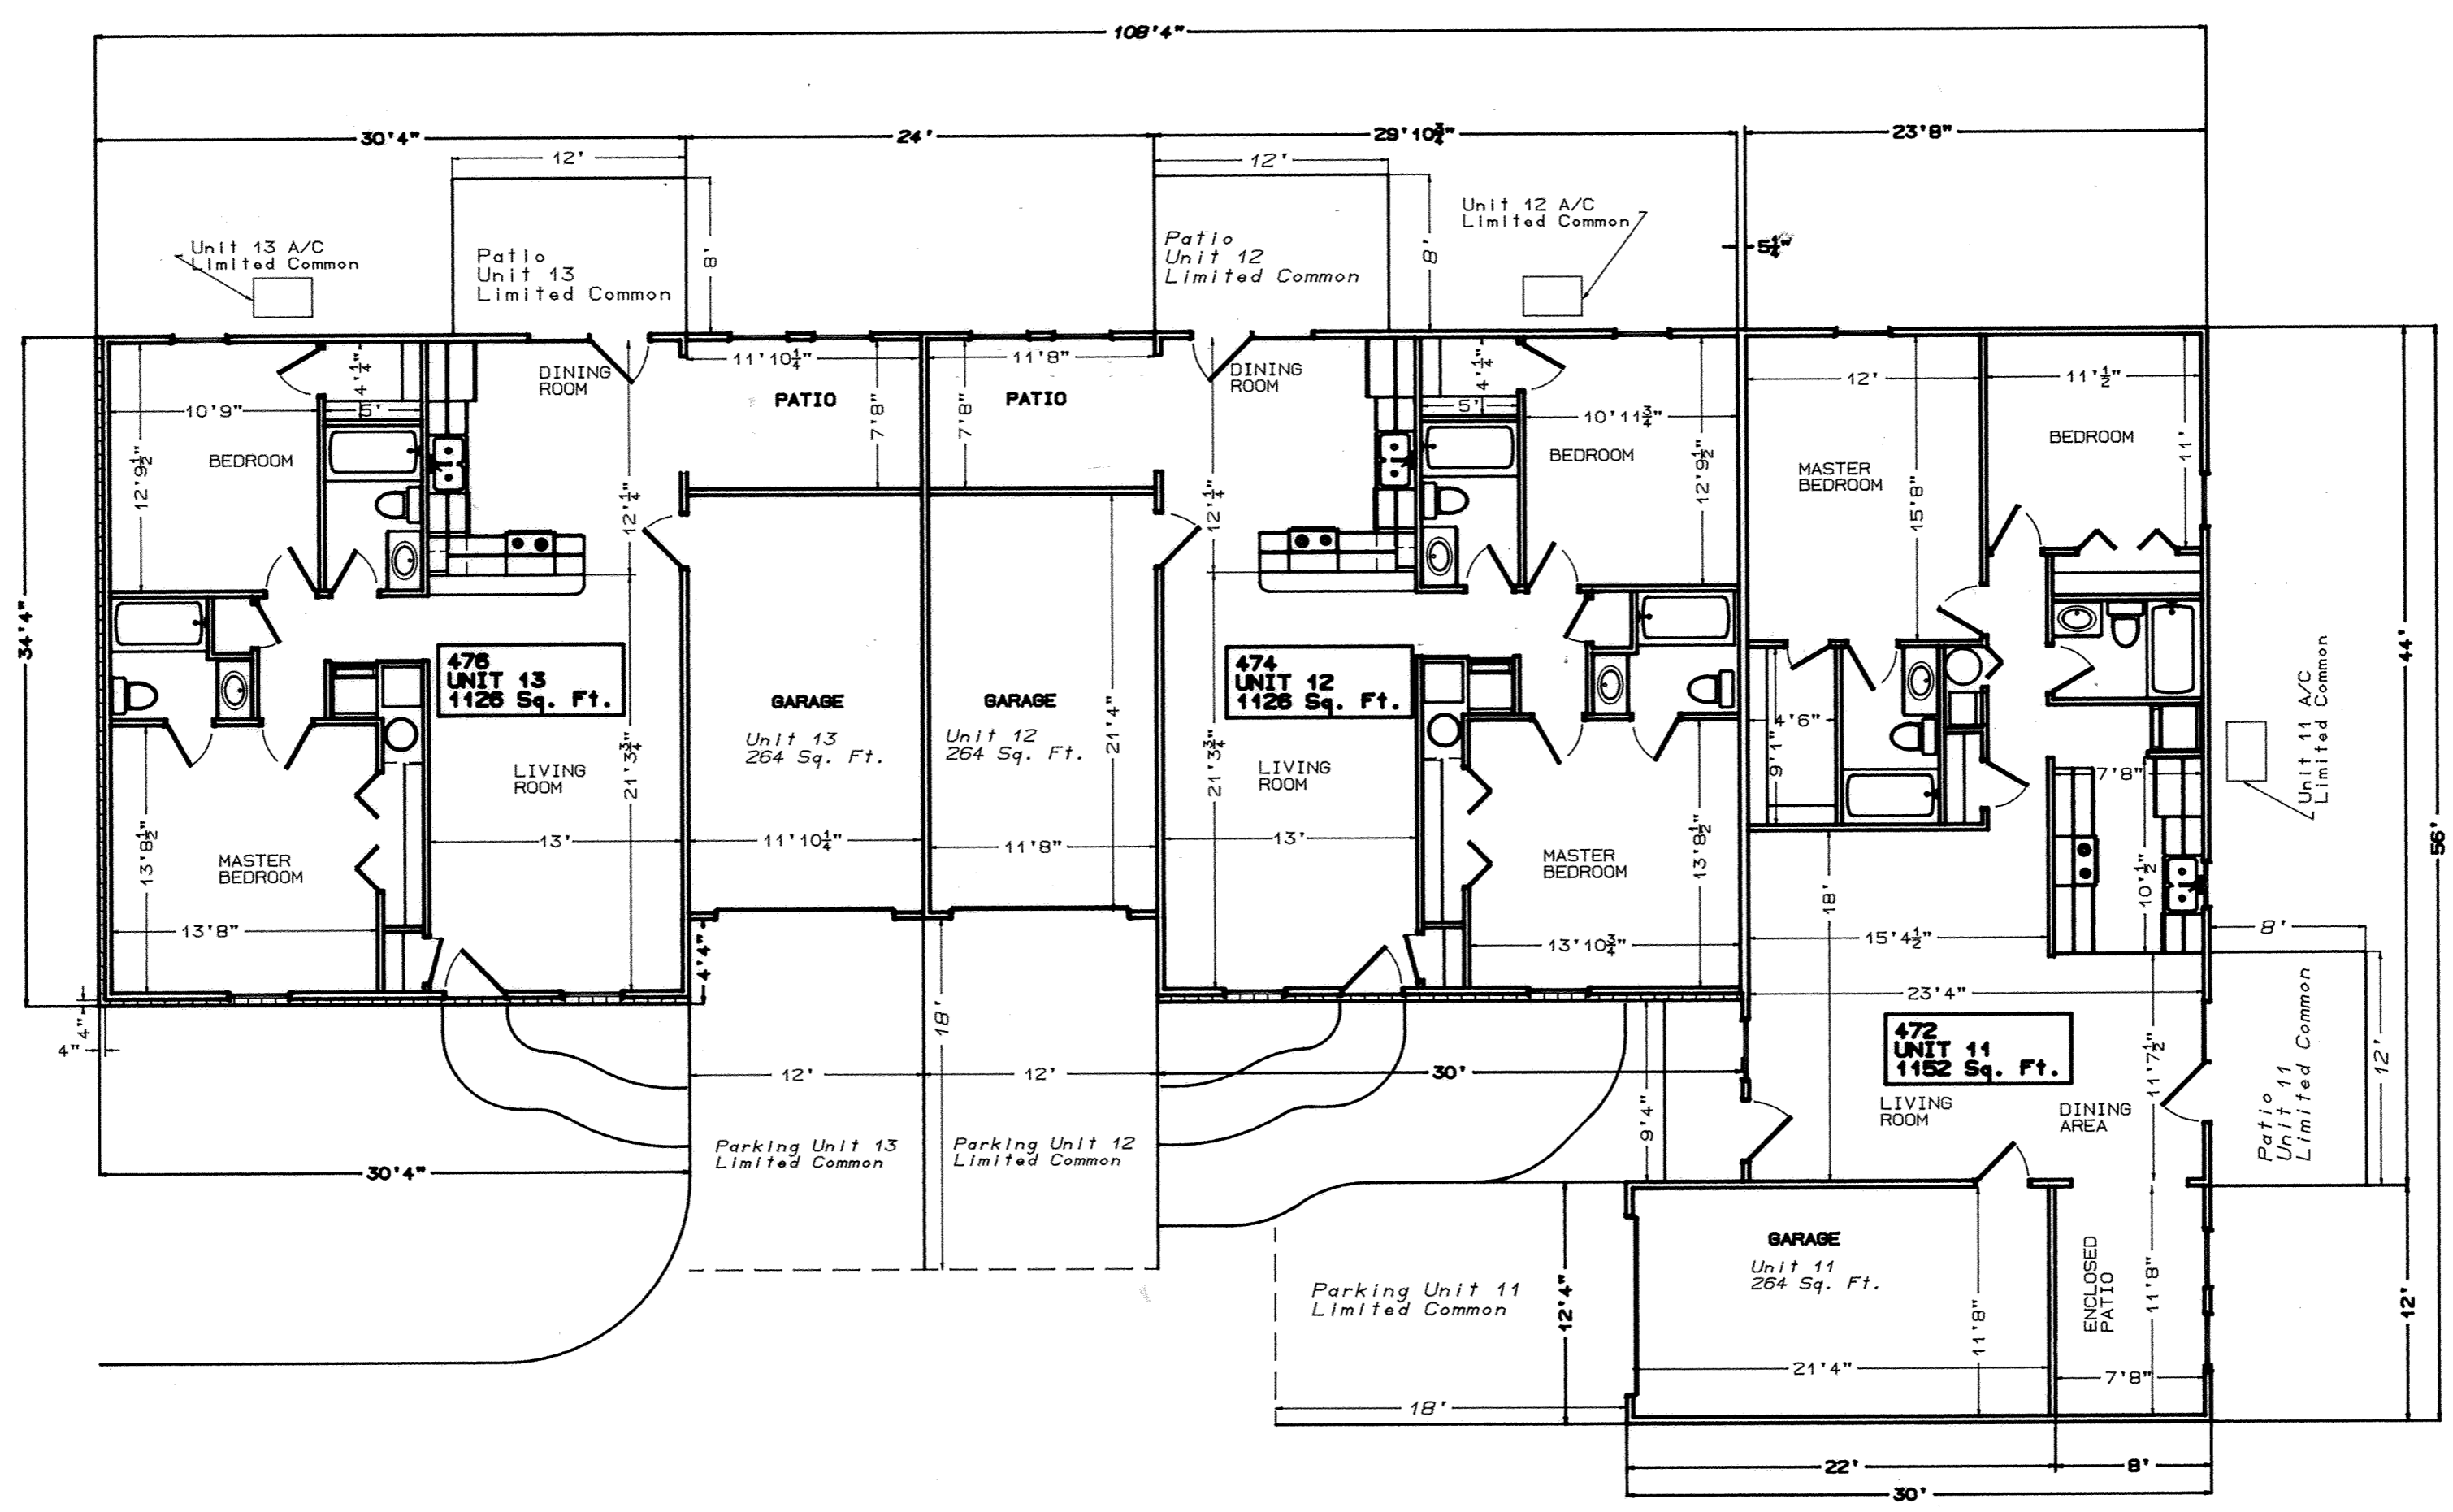 108'4"
30'4"
24'
29'10¾"
23'8"
12'
12'
Unit 13 A/C
Limited Common
Patio
Unit 13
Limited Common
8'
Patio
Unit 12
Limited Common
8'
Unit 12 A/C
Limited Common
5¼"
34'4"
44'
56'
12'9½"
10'9"
BEDROOM
4'¼"
5'
DINING
ROOM
12'¼"
11'10¼"
PATIO
7'8"
11'8"
PATIO
7'8"
DINING
ROOM
12'¼"
4'¼"
5'
10'11¾"
BEDROOM
12'9½"
12'
MASTER
BEDROOM
15'8"
11'½"
BEDROOM
11'
476
UNIT 13
1126 Sq. Ft.
GARAGE
Unit 13
264 Sq. Ft.
GARAGE
Unit 12
264 Sq. Ft.
21'4"
474
UNIT 12
1126 Sq. Ft.
4'6"
9'1"
7'8"
Unit 11 A/C
Limited Common
LIVING
ROOM
21'3¾"
13'
11'10¼"
11'8"
LIVING
ROOM
21'3¾"
13'
MASTER
BEDROOM
13'8½"
13'8"
MASTER
BEDROOM
13'8½"
13'10¾"
18'
15'4½"
10'½"
8'
23'4"
472
UNIT 11
1152 Sq. Ft.
LIVING
ROOM
DINING
AREA
11'7½"
Patio
Unit 11
Limited Common
12'
4'4"
18'
4"
4"
12'
12'
30'
9'4"
Parking Unit 13
Limited Common
Parking Unit 12
Limited Common
30'4"
Parking Unit 11
Limited Common
12'4"
18'
GARAGE
Unit 11
264 Sq. Ft.
11'8"
21'4"
ENCLOSED
PATIO
11'8"
7'8"
12'
22'
8'
30'